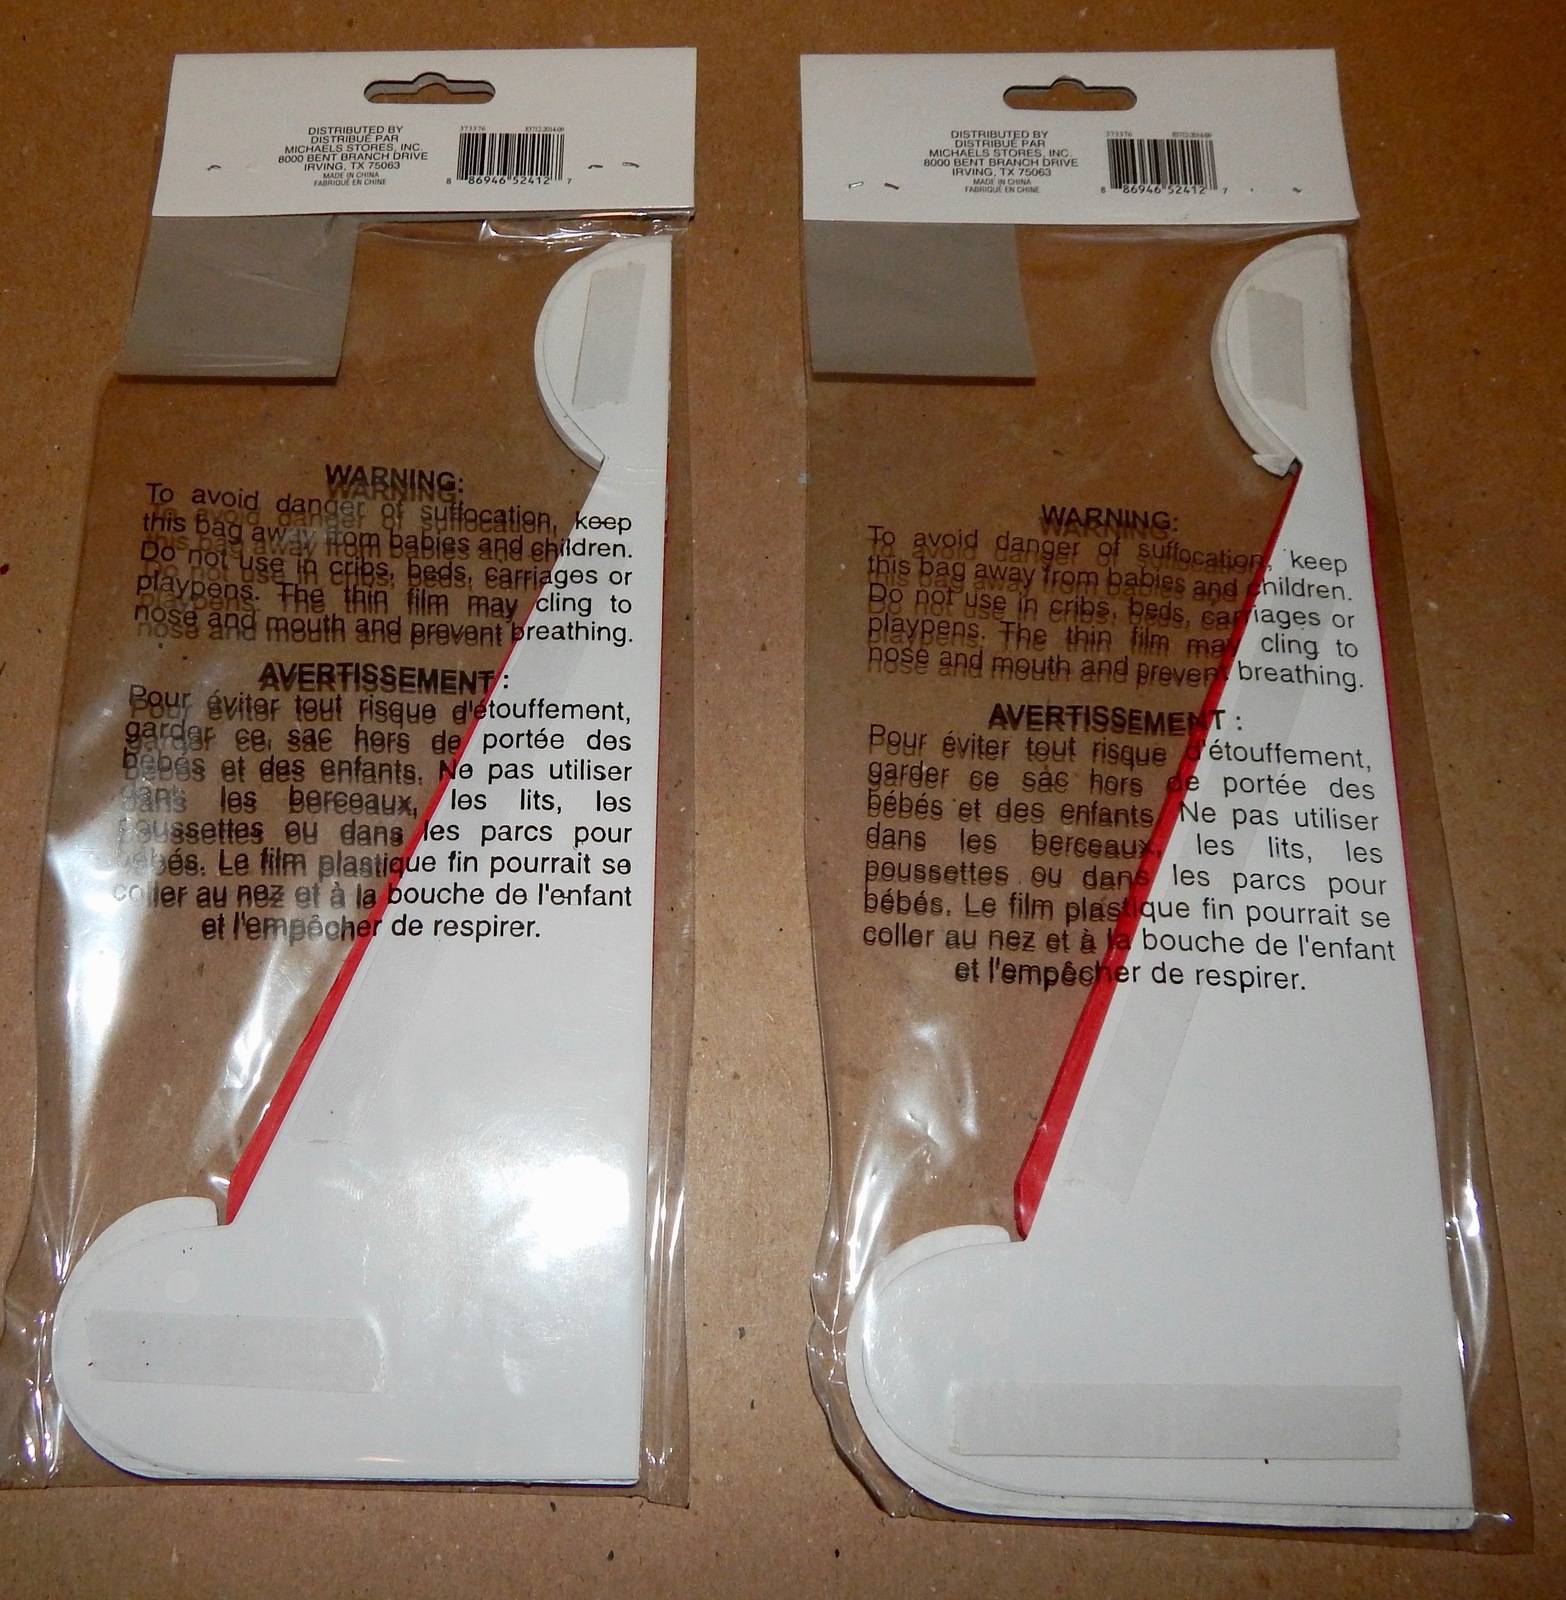 DISTRIBUTED BY
DISTRIBUÉ PAR
MICHAELS STORES, INC.
8000 BENT BRANCH DRIVE
IRVING, TX 75063
MADE IN CHINA
FABRIQUÉ EN CHINE
373376 83712-2014-09
8 86946 52412 7
WARNING:
To avoid danger of suffocation, keep
this bag away from babies and children.
Do not use in cribs, beds, carriages or
playpens. The thin film may cling to
nose and mouth and prevent breathing.
AVERTISSEMENT :
Pour éviter tout risque d'étouffement,
garder ce sac hors de portée des
bébés et des enfants. Ne pas utiliser
dans les berceaux, les lits, les
poussettes ou dans les parcs pour
bébés. Le film plastique fin pourrait se
coller au nez et à la bouche de l'enfant
et l'empêcher de respirer.
DISTRIBUTED BY
DISTRIBUÉ PAR
MICHAELS STORES, INC.
8000 BENT BRANCH DRIVE
IRVING, TX 75063
MADE IN CHINA
FABRIQUÉ EN CHINE
373376 83712-2014-09
8 86946 52412 7
WARNING:
To avoid danger of suffocation, keep
this bag away from babies and children.
Do not use in cribs, beds, carriages or
playpens. The thin film may cling to
nose and mouth and prevent breathing.
AVERTISSEMENT :
Pour éviter tout risque d'étouffement,
garder ce sac hors de portée des
bébés et des enfants. Ne pas utiliser
dans les berceaux, les lits, les
poussettes ou dans les parcs pour
bébés. Le film plastique fin pourrait se
coller au nez et à la bouche de l'enfant
et l'empêcher de respirer.